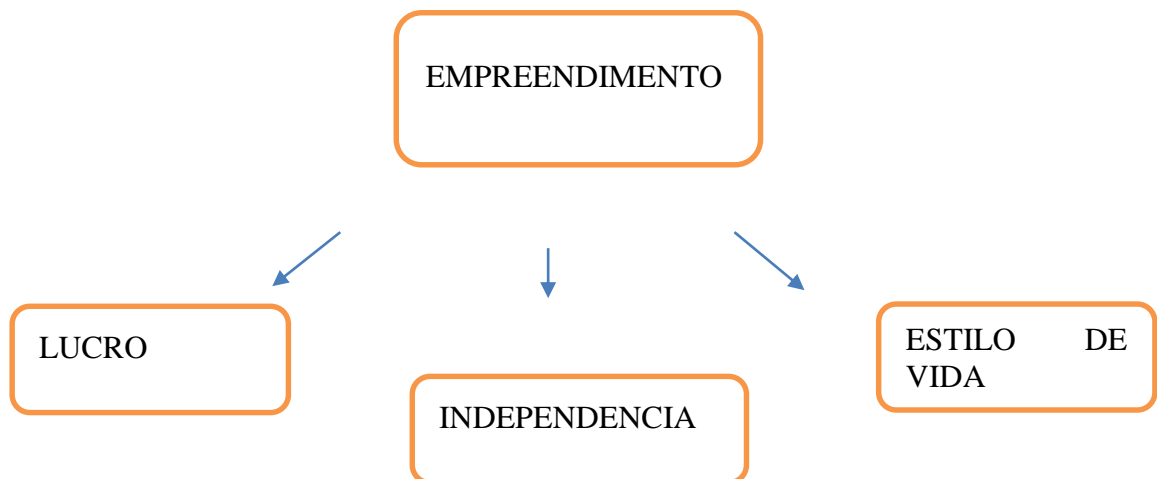 EMPREENDIMENTO
LUCRO
INDEPENDENCIA
ESTILO DE
VIDA